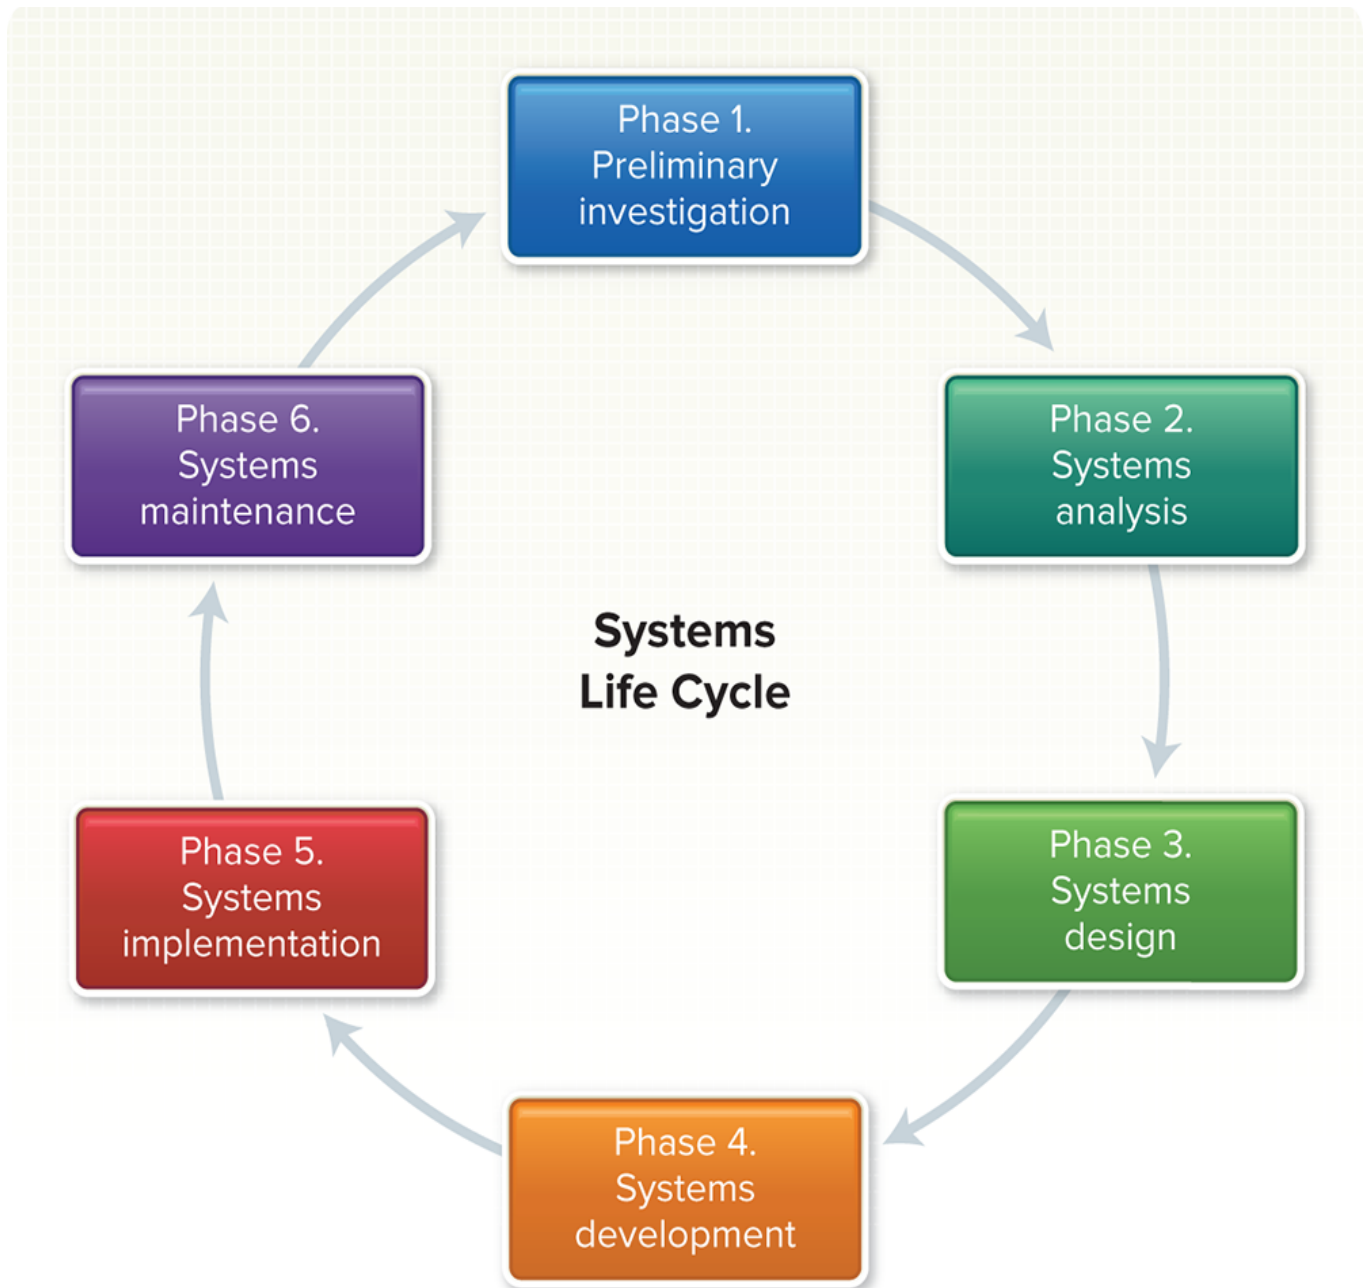 Phase 1.
Preliminary
investigation
Phase 2.
Systems
analysis
Phase 3.
Systems
design
Phase 4.
Systems
development
Phase 5.
Systems
implementation
Phase 6.
Systems
maintenance
Systems
Life Cycle